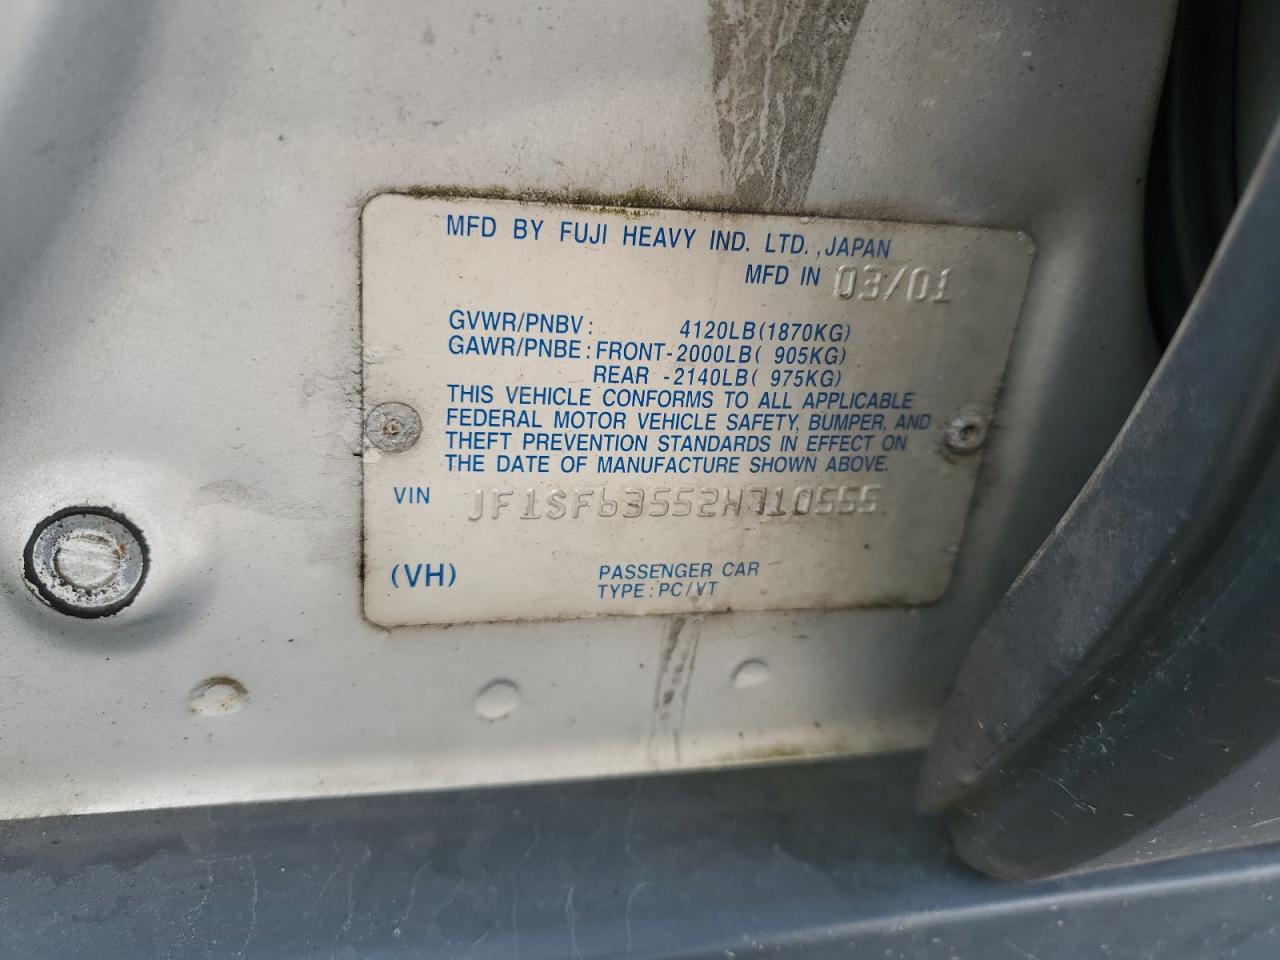 MFD BY FUJI HEAVY IND. LTD., JAPAN
MFD IN 03/01
GVWR/PNBV: 4120LB(1870KG)
GAWR/PNBE: FRONT-2000LB( 905KG)
REAR -2140LB( 975KG)
THIS VEHICLE CONFORMS TO ALL APPLICABLE
FEDERAL MOTOR VEHICLE SAFETY, BUMPER, AND
THEFT PREVENTION STANDARDS IN EFFECT ON
THE DATE OF MANUFACTURE SHOWN ABOVE.
VIN JF1SF63552H710555
(VH) PASSENGER CAR
TYPE: PC/VT